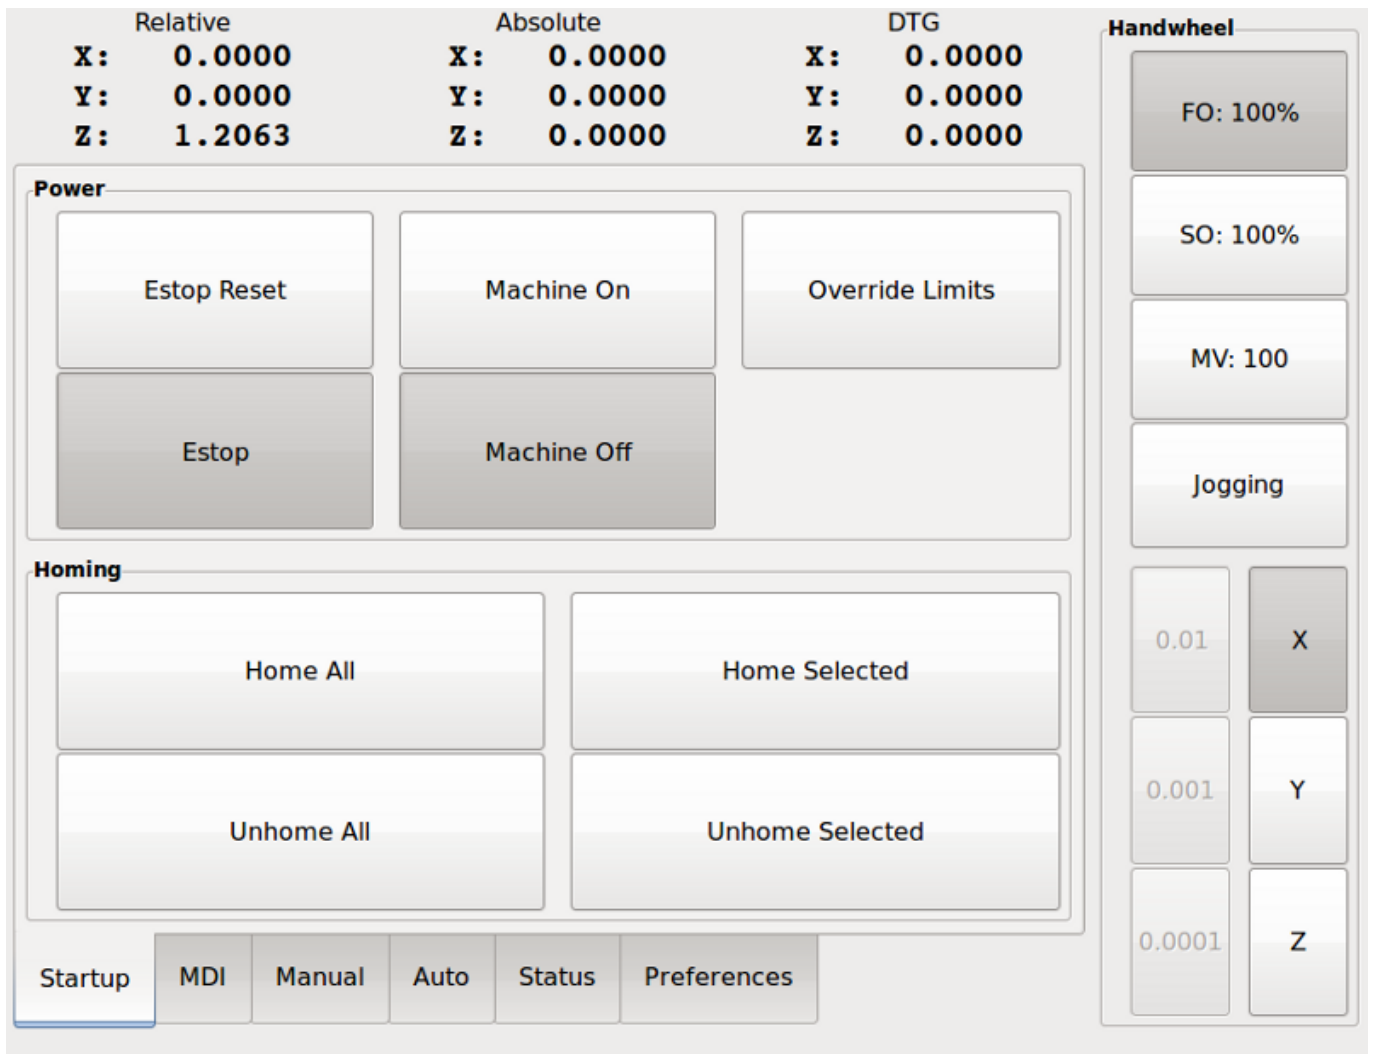 Relative Absolute DTG
X: 0.0000 X: 0.0000 X: 0.0000
Y: 0.0000 Y: 0.0000 Y: 0.0000
Z: 1.2063 Z: 0.0000 Z: 0.0000
Power
Estop Reset Machine On Override Limits
Estop Machine Off
Homing
Home All Home Selected
Unhome All Unhome Selected
Startup MDI Manual Auto Status Preferences
Handwheel
FO: 100%
SO: 100%
MV: 100
Jogging
0.01 X
0.001 Y
0.0001 Z